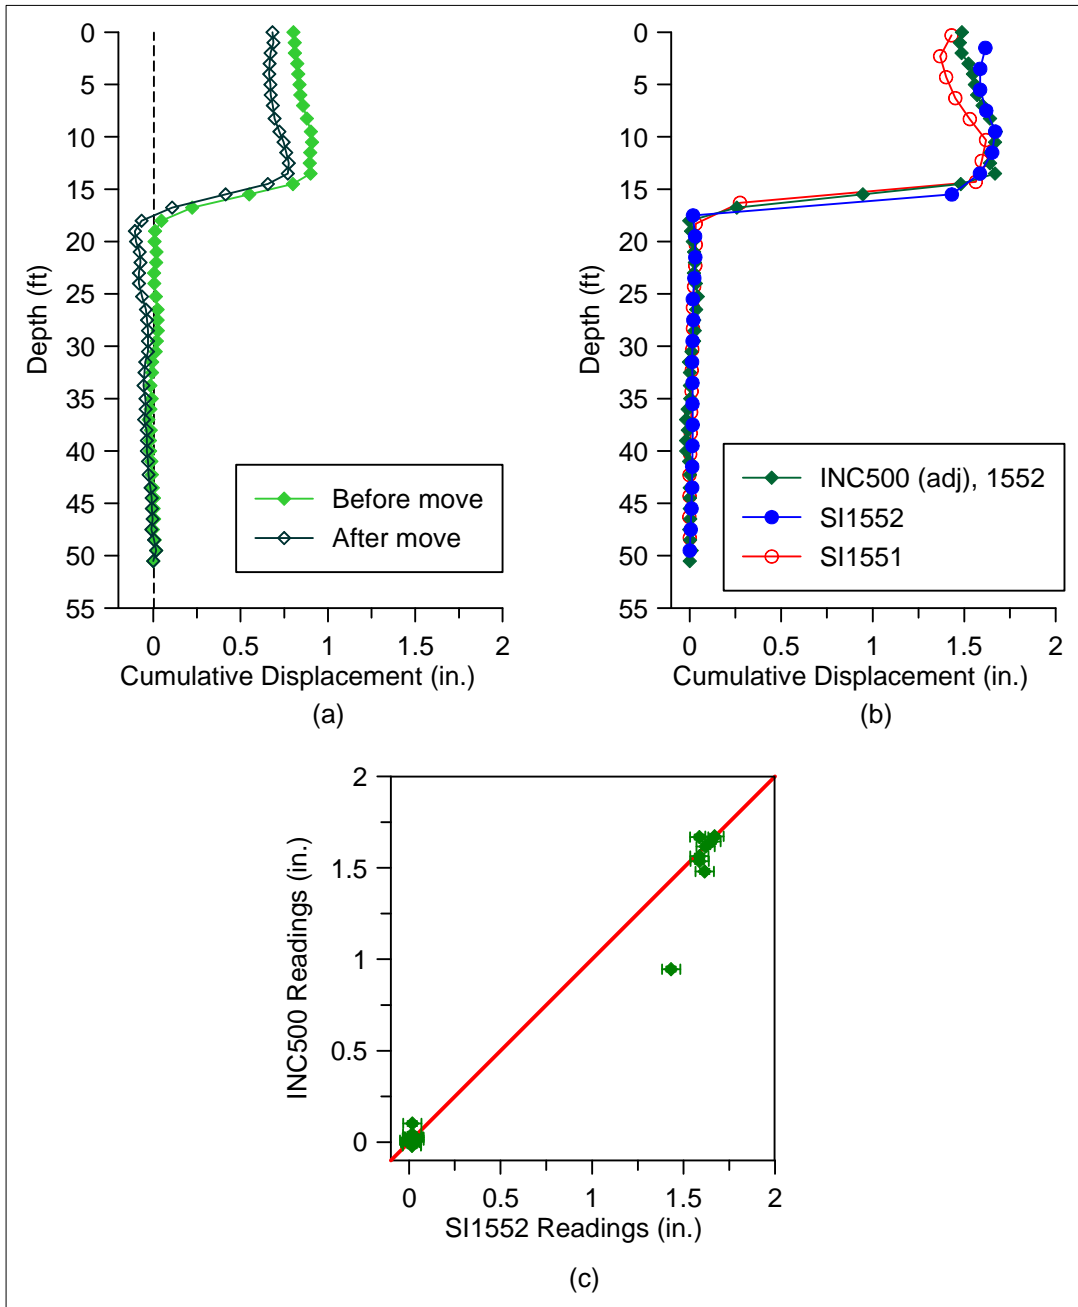 0
5
10
15
20
25
30
35
40
45
50
55
Depth (ft)
0 0.5 1 1.5 2
Cumulative Displacement (in.)
(a)
Before move
After move
0
5
10
15
20
25
30
35
40
45
50
55
Depth (ft)
0 0.5 1 1.5 2
Cumulative Displacement (in.)
(b)
INC500 (adj), 1552
SI1552
SI1551
2
1.5
1
0.5
0
INC500 Readings (in.)
0 0.5 1 1.5 2
SI1552 Readings (in.)
(c)